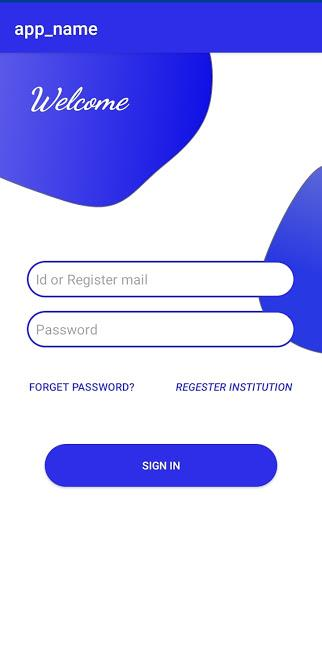 app_name
Welcome
Id or Register mail
Password
FORGET PASSWORD? REGESTER INSTITUTION
SIGN IN